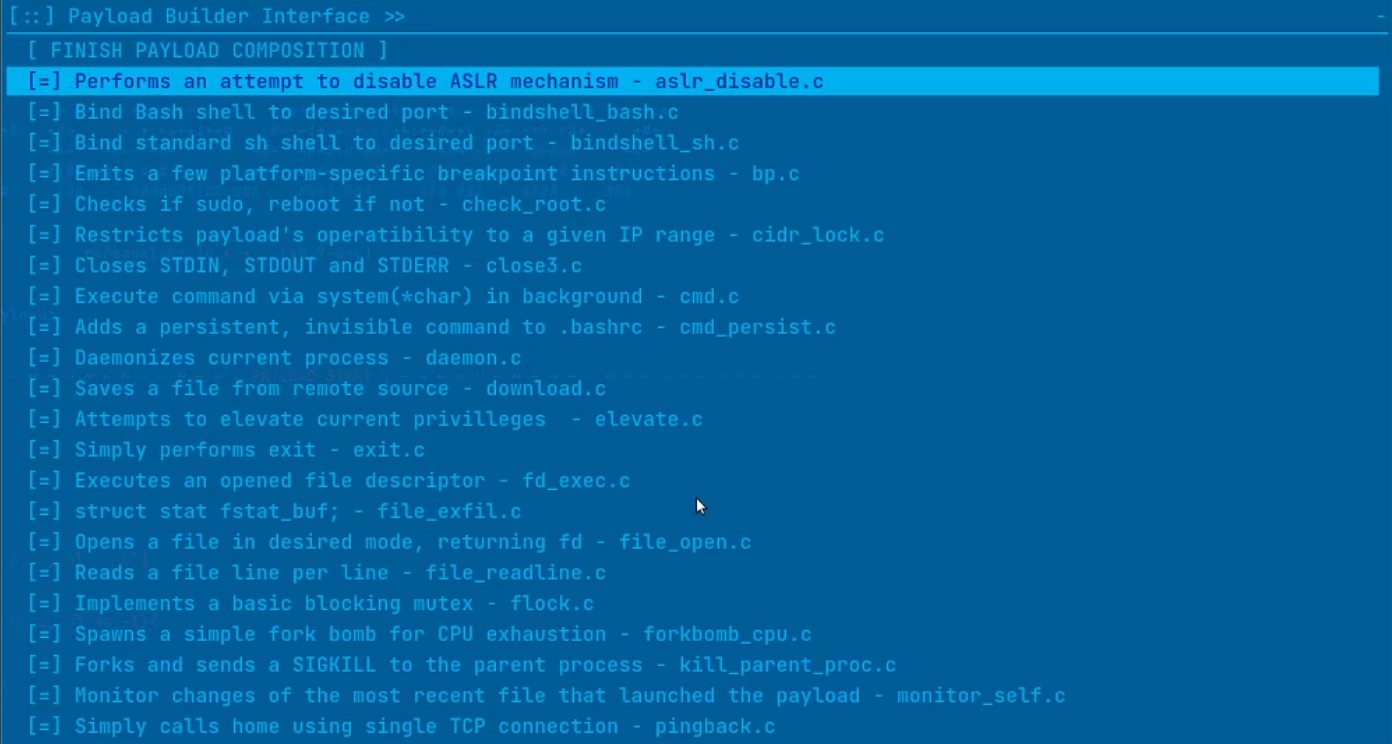 [::] Payload Builder Interface >>
[ FINISH PAYLOAD COMPOSITION ]
[=] Performs an attempt to disable ASLR mechanism - aslr_disable.c
[=] Bind Bash shell to desired port - bindshell_bash.c
[=] Bind standard sh shell to desired port - bindshell_sh.c
[=] Emits a few platform-specific breakpoint instructions - bp.c
[=] Checks if sudo, reboot if not - check_root.c
[=] Restricts payload's operatibility to a given IP range - cidr_lock.c
[=] Closes STDIN, STDOUT and STDERR - close3.c
[=] Execute command via system(*char) in background - cmd.c
[=] Adds a persistent, invisible command to .bashrc - cmd_persist.c
[=] Daemonizes current process - daemon.c
[=] Saves a file from remote source - download.c
[=] Attempts to elevate current privilleges  - elevate.c
[=] Simply performs exit - exit.c
[=] Executes an opened file descriptor - fd_exec.c
[=] struct stat fstat_buf; - file_exfil.c
[=] Opens a file in desired mode, returning fd - file_open.c
[=] Reads a file line per line - file_readline.c
[=] Implements a basic blocking mutex - flock.c
[=] Spawns a simple fork bomb for CPU exhaustion - forkbomb_cpu.c
[=] Forks and sends a SIGKILL to the parent process - kill_parent_proc.c
[=] Monitor changes of the most recent file that launched the payload - monitor_self.c
[=] Simply calls home using single TCP connection - pingback.c